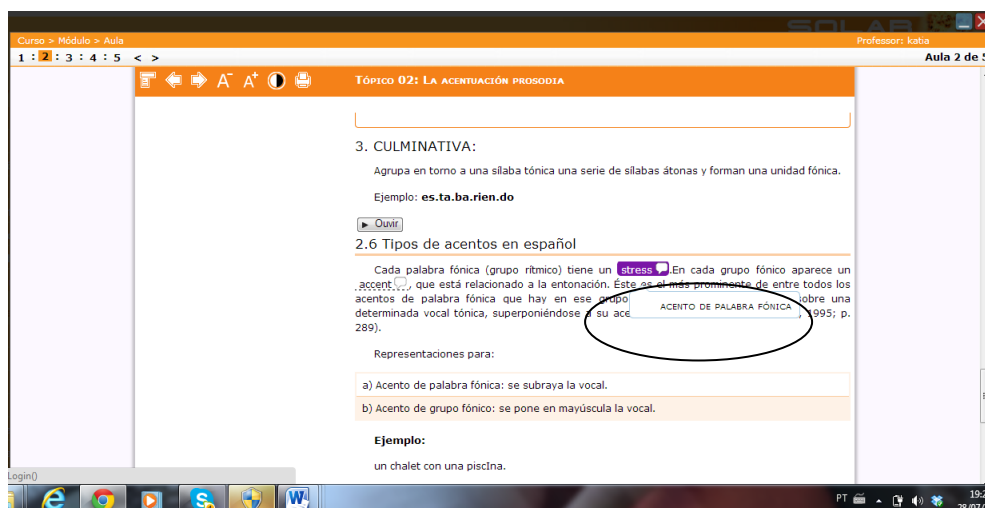 SOLAR
Curso > Módulo > Aula
Professor: katia
1 : 2 : 3 : 4 : 5 < >
Aula 2 de 5
A- A+
TÓPICO 02: LA ACENTUACIÓN PROSODIA
3. CULMINATIVA:
Agrupa en torno a una sílaba tónica una serie de sílabas átonas y forman una unidad fónica.
Ejemplo: es.ta.ba.rien.do
Ouvir
2.6 Tipos de acentos en español
Cada palabra fónica (grupo rítmico) tiene un stress .En cada grupo fónico aparece un
accent , que está relacionado a la entonación. Éste es el más prominente de entre todos los
acentos de palabra fónica que hay en ese grupo sobre una
ACENTO DE PALABRA FÓNICA
determinada vocal tónica, superponiéndose a su ace , 1995; p.
289).
Representaciones para:
a) Acento de palabra fónica: se subraya la vocal.
b) Acento de grupo fónico: se pone en mayúscula la vocal.
Ejemplo:
un chalet con una piscIna.
Login()
PT
19:2
28/07/